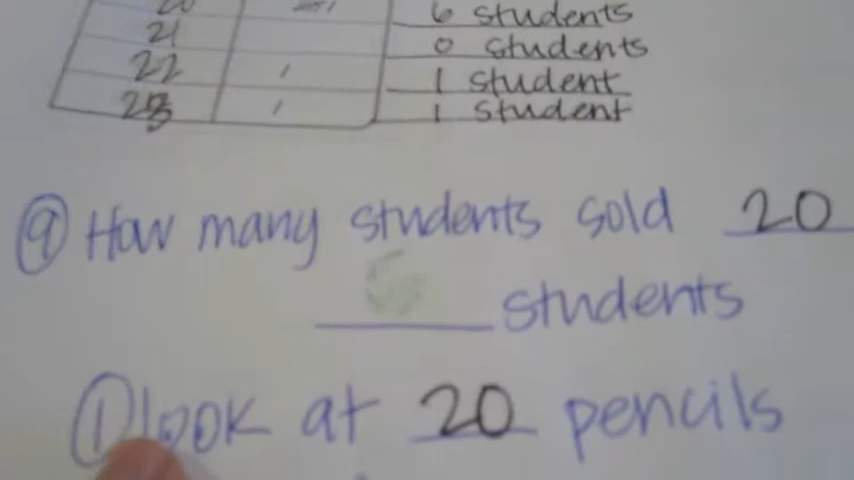 20 6 students
21 0 students
22 1 student
23 1 student
9 How many students sold 20
students
1 look at 20 pencils